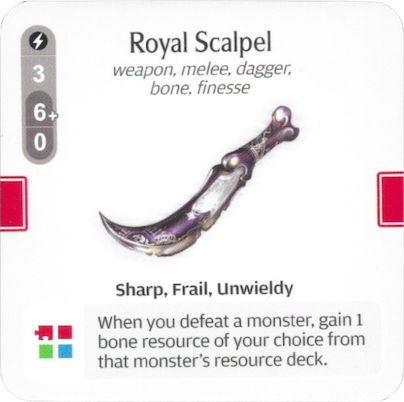 Royal Scalpel
weapon, melee, dagger,
bone, finesse
3
6+
0
Sharp, Frail, Unwieldy
When you defeat a monster, gain 1
bone resource of your choice from
that monster's resource deck.